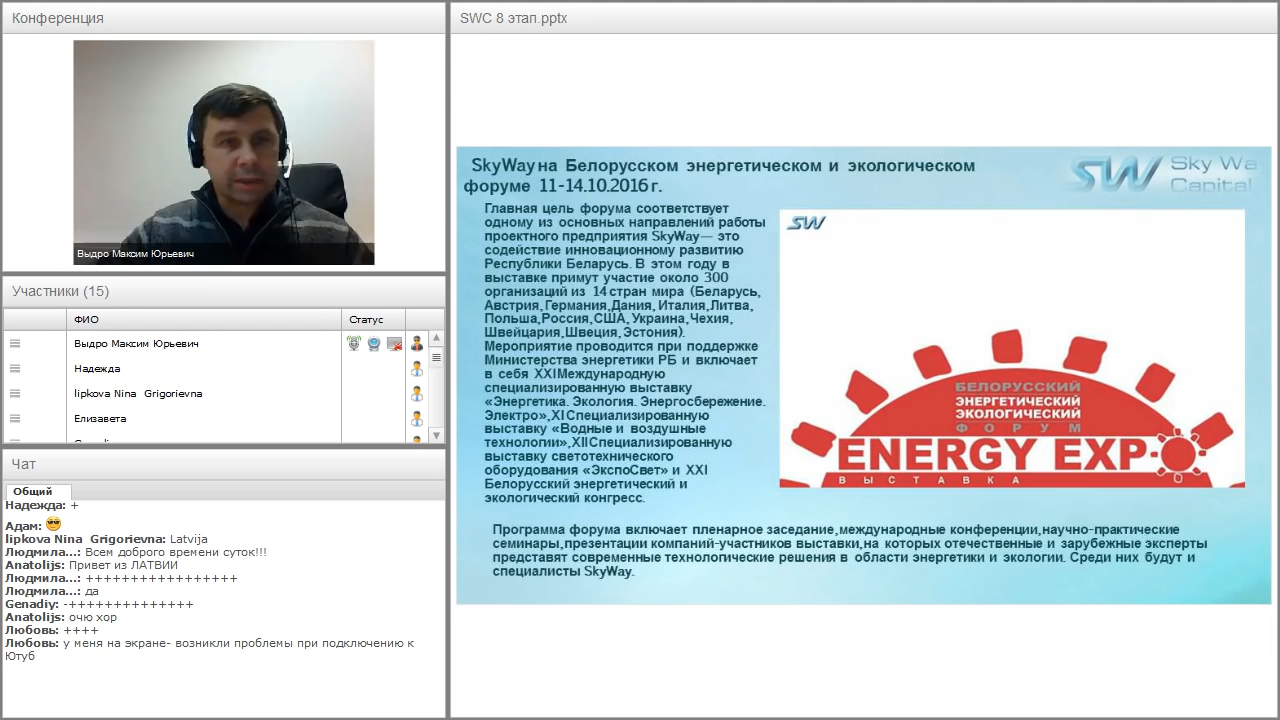 Конференция
Выдро Максим Юрьевич
Участники (15)
ФИО
Статус
Выдро Максим Юрьевич
Надежда
lipkova Nina Grigorievna
Елизавета
Чат
Общий
Надежда: +
Адам:
lipkova Nina Grigorievna: Latvija
Людмила...: Всем доброго времени суток!!!
Anatolijs: Привет из ЛАТВИИ
Людмила...: +++++++++++++++++
Людмила...: да
Genadiy: -++++++++++++++
Anatolijs: очю хор
Любовь: ++++
Любовь: у меня на экране- возникли проблемы при подключению к
Ютуб
SWC 8 этап.pptx
SkyWay на Белорусском энергетическом и экологическом
форуме 11-14.10.2016 г.
SW Sky Wa
Capital
Главная цель форума соответствует
одному из основных направлений работы
проектного предприятия SkyWay— это
содействие инновационному развитию
Республики Беларусь. В этом году в
выставке примут участие около 300
организаций из 14 стран мира (Беларусь,
Австрия, Германия, Дания, Италия, Литва,
Польша, Россия, США, Украина, Чехия,
Швейцария, Швеция, Эстония).
Мероприятие проводится при поддержке
Министерства энергетики РБ и включает
в себя XXI Международную
специализированную выставку
«Энергетика. Экология. Энергосбережение.
Электро», XI Специализированную
выставку «Водные и воздушные
технологии», XII Специализированную
выставку светотехнического
оборудования «ЭкспоСвет» и XXI
Белорусский энергетический и
экологический конгресс.
SW
БЕЛОРУССКИЙ
ЭНЕРГЕТИЧЕСКИЙ
ЭКОЛОГИЧЕСКИЙ
ФОРУМ
ENERGY EXPO
ВЫСТАВКА
Программа форума включает пленарное заседание, международные конференции, научно-практические
семинары, презентации компаний-участников выставки, на которых отечественные и зарубежные эксперты
представят современные технологические решения в области энергетики и экологии. Среди них будут и
специалисты SkyWay.